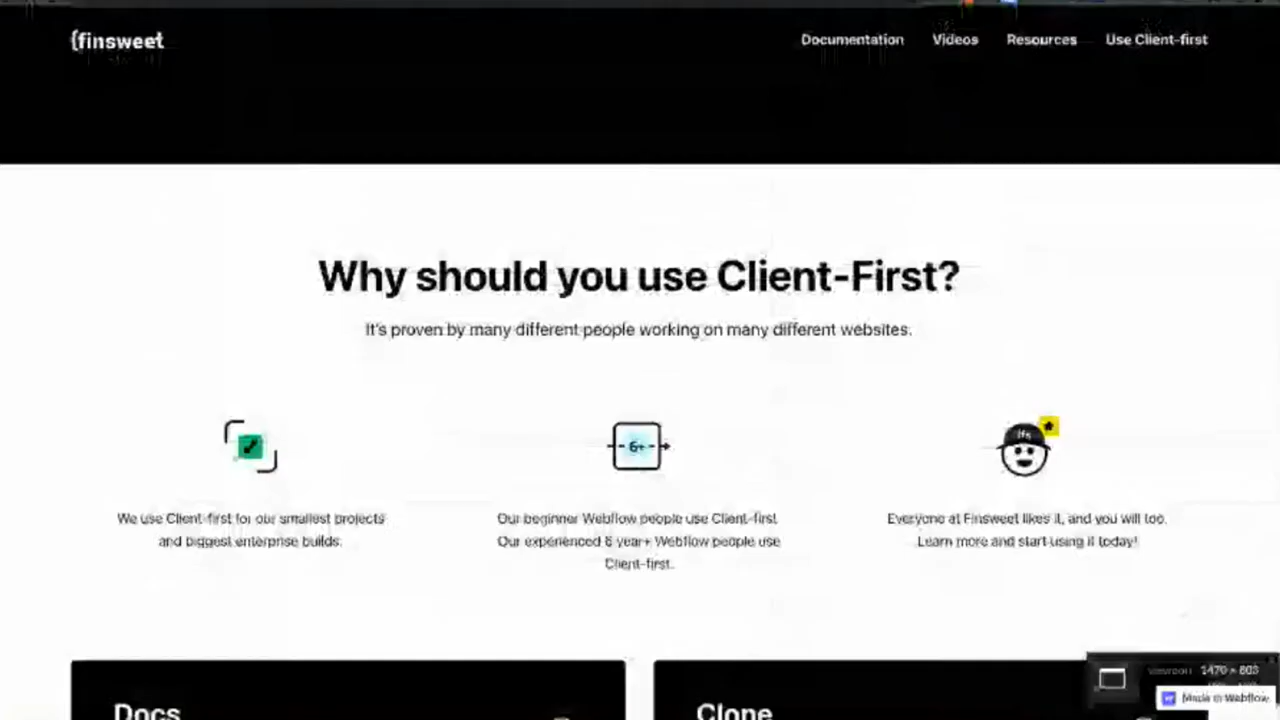 {finsweet
Documentation Videos Resources Use Client-first
Why should you use Client-First?
It's proven by many different people working on many different websites.
6+
We use Client-first for our smallest projects
and biggest enterprise builds.
Our beginner Webflow people use Client-first.
Our experienced 6 year+ Webflow people use
Client-first.
Everyone at Finsweet likes it, and you will too.
Learn more and start using it today!
Docs
Clone
1470 × 803
Made in Webflow